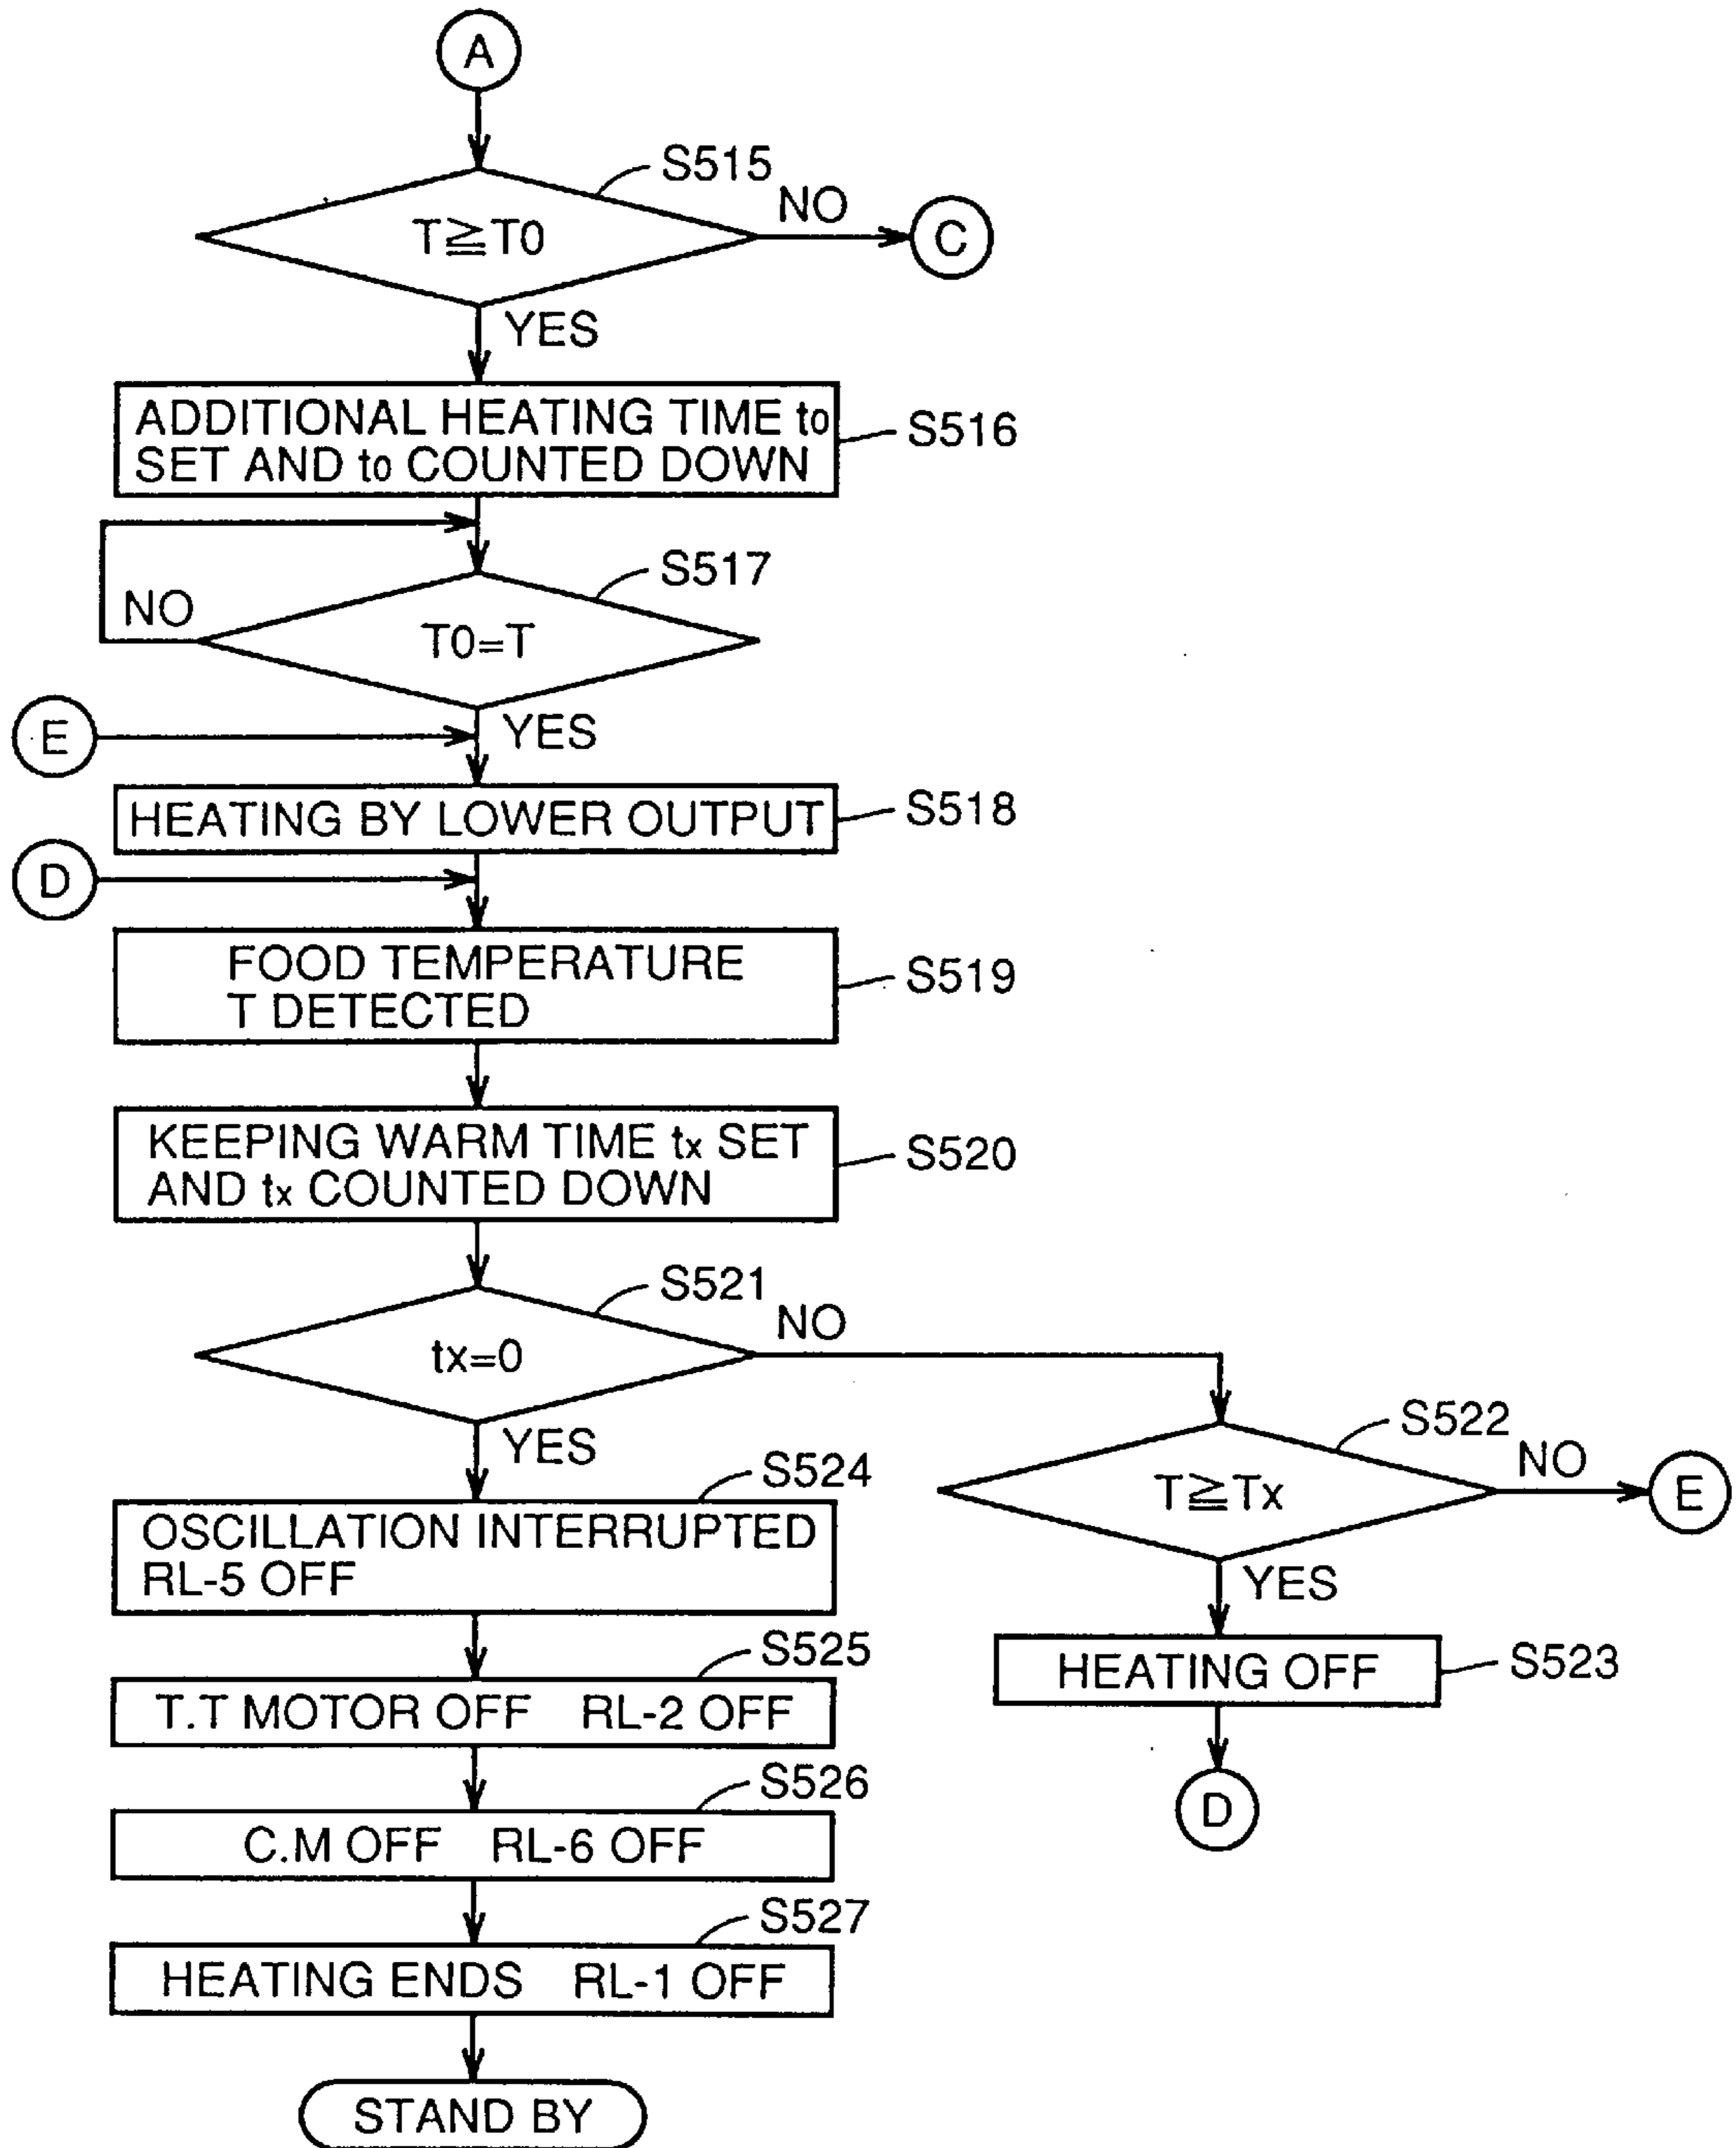 A
S515
T≧T0
NO
C
YES
ADDITIONAL HEATING TIME t0
SET AND t0 COUNTED DOWN
S516
S517
NO
T0=T
E
YES
HEATING BY LOWER OUTPUT
S518
D
FOOD TEMPERATURE
T DETECTED
S519
KEEPING WARM TIME tx SET
AND tx COUNTED DOWN
S520
S521
NO
tx=0
YES
S522
T≧Tx
NO
E
YES
HEATING OFF
S523
D
S524
OSCILLATION INTERRUPTED
RL-5 OFF
S525
T.T MOTOR OFF RL-2 OFF
S526
C.M OFF RL-6 OFF
S527
HEATING ENDS RL-1 OFF
STAND BY